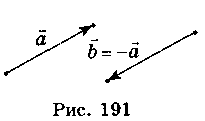 a⃗ b⃗ = −a⃗
Рис. 191